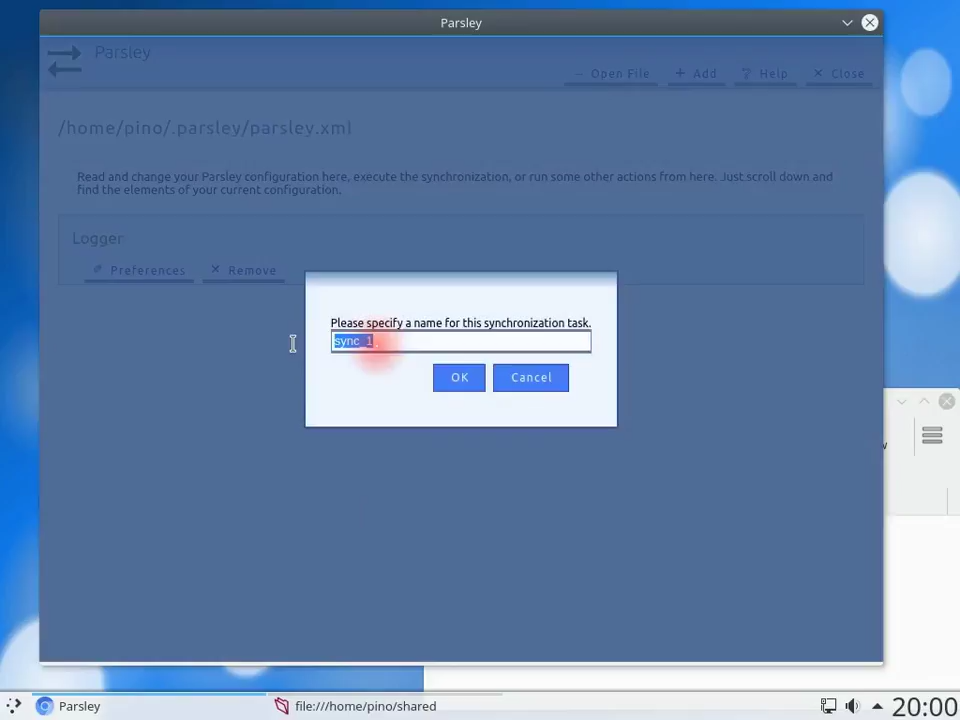 Parsley
Parsley
Open File
Add
Help
Close
/home/pino/.parsley/parsley.xml
Read and change your Parsley configuration here, execute the synchronization, or run some other actions from here. Just scroll down and
find the elements of your current configuration.
Logger
Preferences
Remove
Please specify a name for this synchronization task.
sync_1
OK
Cancel
w
Parsley
file:///home/pino/shared
20:00